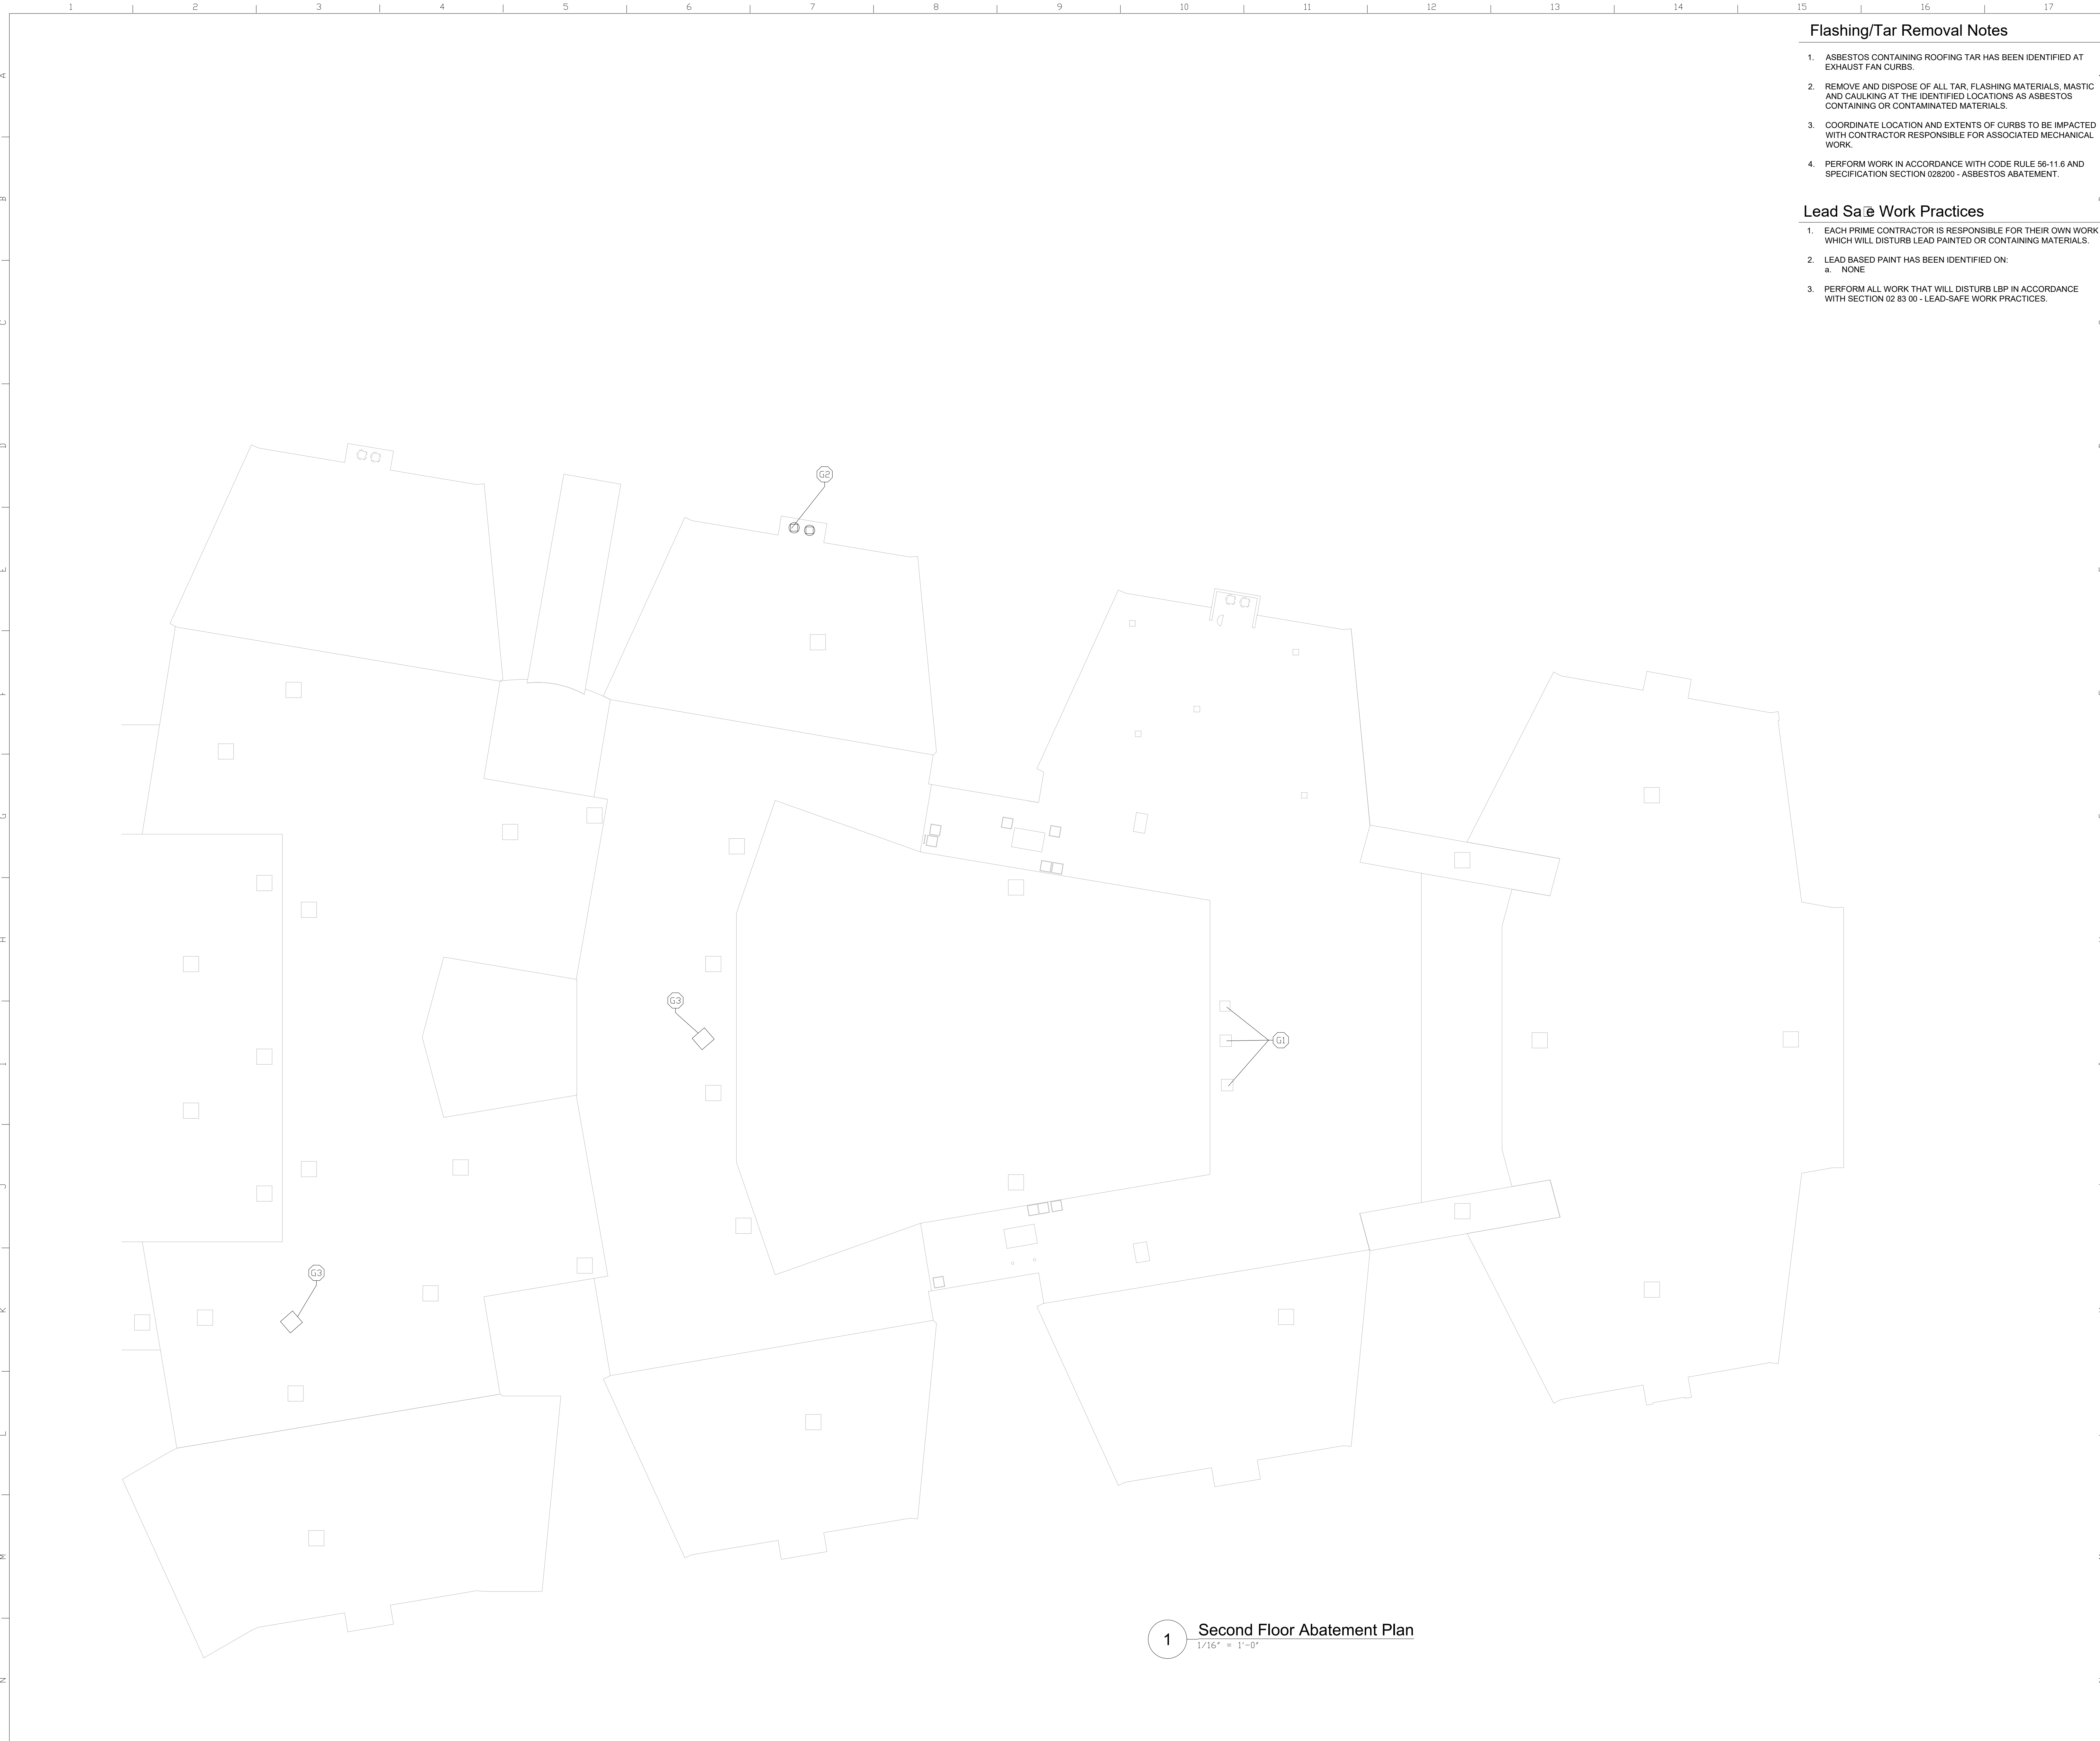 1 2 3 4 5 6 7 8 9 10 11 12 13 14 15 16 17
A
B
C
D
E
F
G
H
I
J
K
L
M
N
Flashing/Tar Removal Notes
1. ASBESTOS CONTAINING ROOFING TAR HAS BEEN IDENTIFIED AT
EXHAUST FAN CURBS.
2. REMOVE AND DISPOSE OF ALL TAR, FLASHING MATERIALS, MASTIC
AND CAULKING AT THE IDENTIFIED LOCATIONS AS ASBESTOS
CONTAINING OR CONTAMINATED MATERIALS.
3. COORDINATE LOCATION AND EXTENTS OF CURBS TO BE IMPACTED
WITH CONTRACTOR RESPONSIBLE FOR ASSOCIATED MECHANICAL
WORK.
4. PERFORM WORK IN ACCORDANCE WITH CODE RULE 56-11.6 AND
SPECIFICATION SECTION 028200 - ASBESTOS ABATEMENT.
Lead Sa e Work Practices
1. EACH PRIME CONTRACTOR IS RESPONSIBLE FOR THEIR OWN WORK
WHICH WILL DISTURB LEAD PAINTED OR CONTAINING MATERIALS.
2. LEAD BASED PAINT HAS BEEN IDENTIFIED ON:
a. NONE
3. PERFORM ALL WORK THAT WILL DISTURB LBP IN ACCORDANCE
WITH SECTION 02 83 00 - LEAD-SAFE WORK PRACTICES.
G2
G3
G1
G3
1
Second Floor Abatement Plan
1/16" = 1'-0"